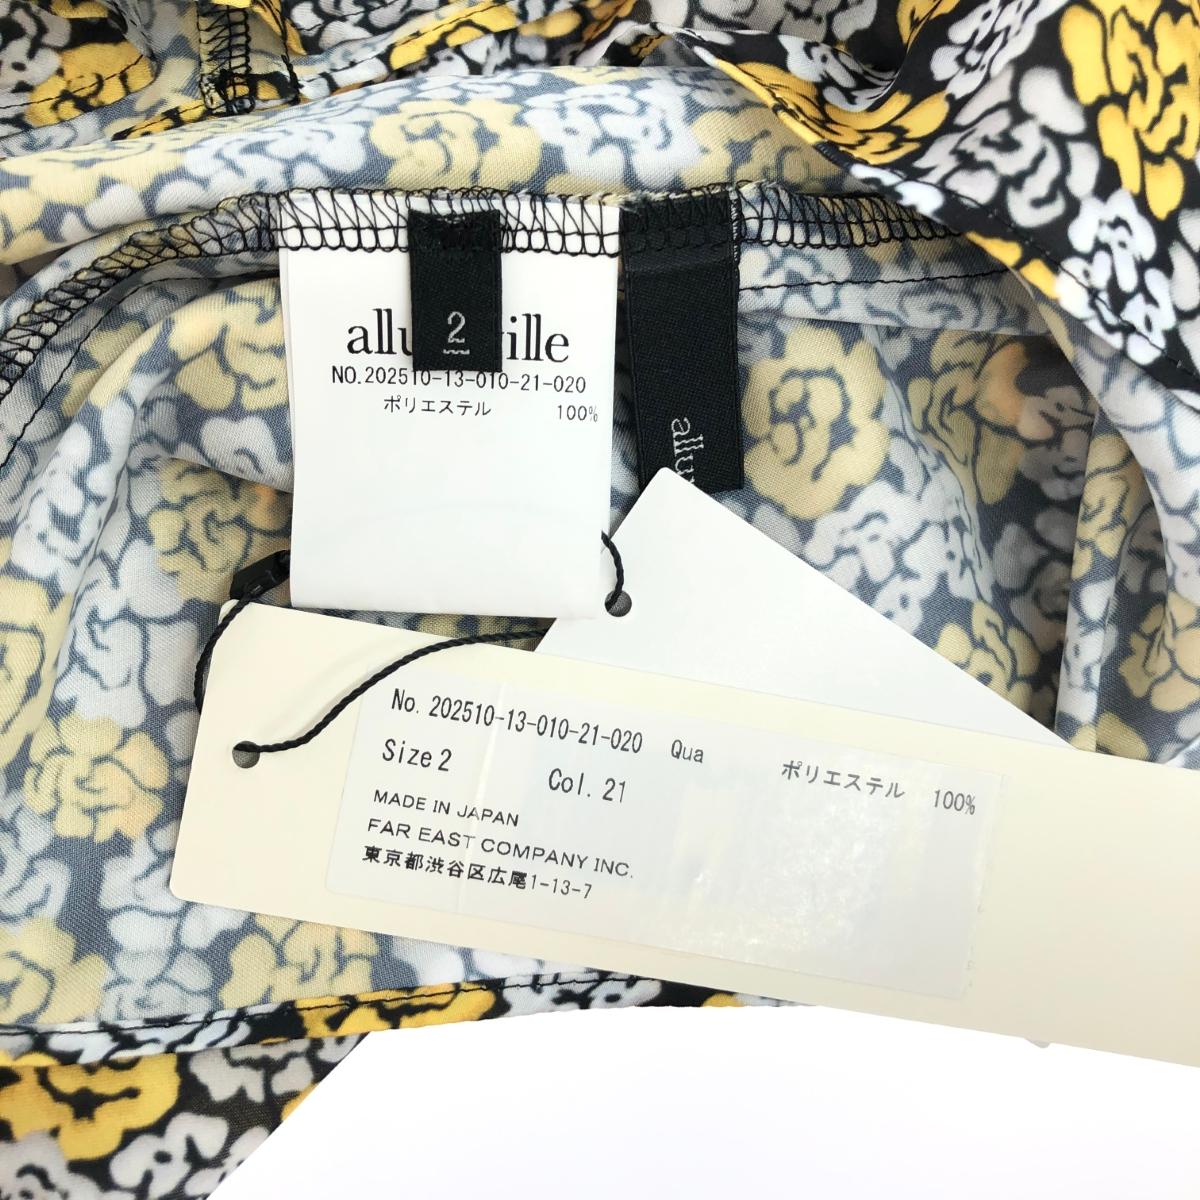 2
allu ille
NO.202510-13-010-21-020
ポリエステル 100%
allu
No. 202510-13-010-21-020 Qua ポリエステル 100%
Size 2 Col. 21
MADE IN JAPAN
FAR EAST COMPANY INC.
東京都渋谷区広尾1-13-7